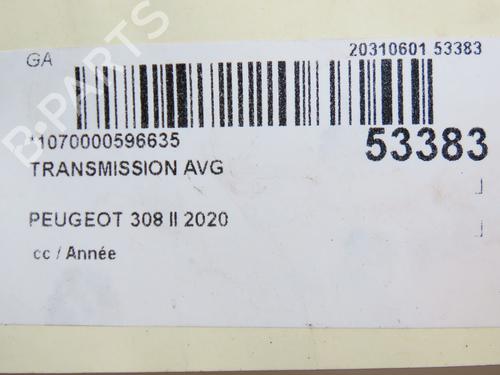 GA
20310601 53383
*1070000596635
53383
TRANSMISSION AVG
PEUGEOT 308 II 2020
cc / Année
B-PARTS